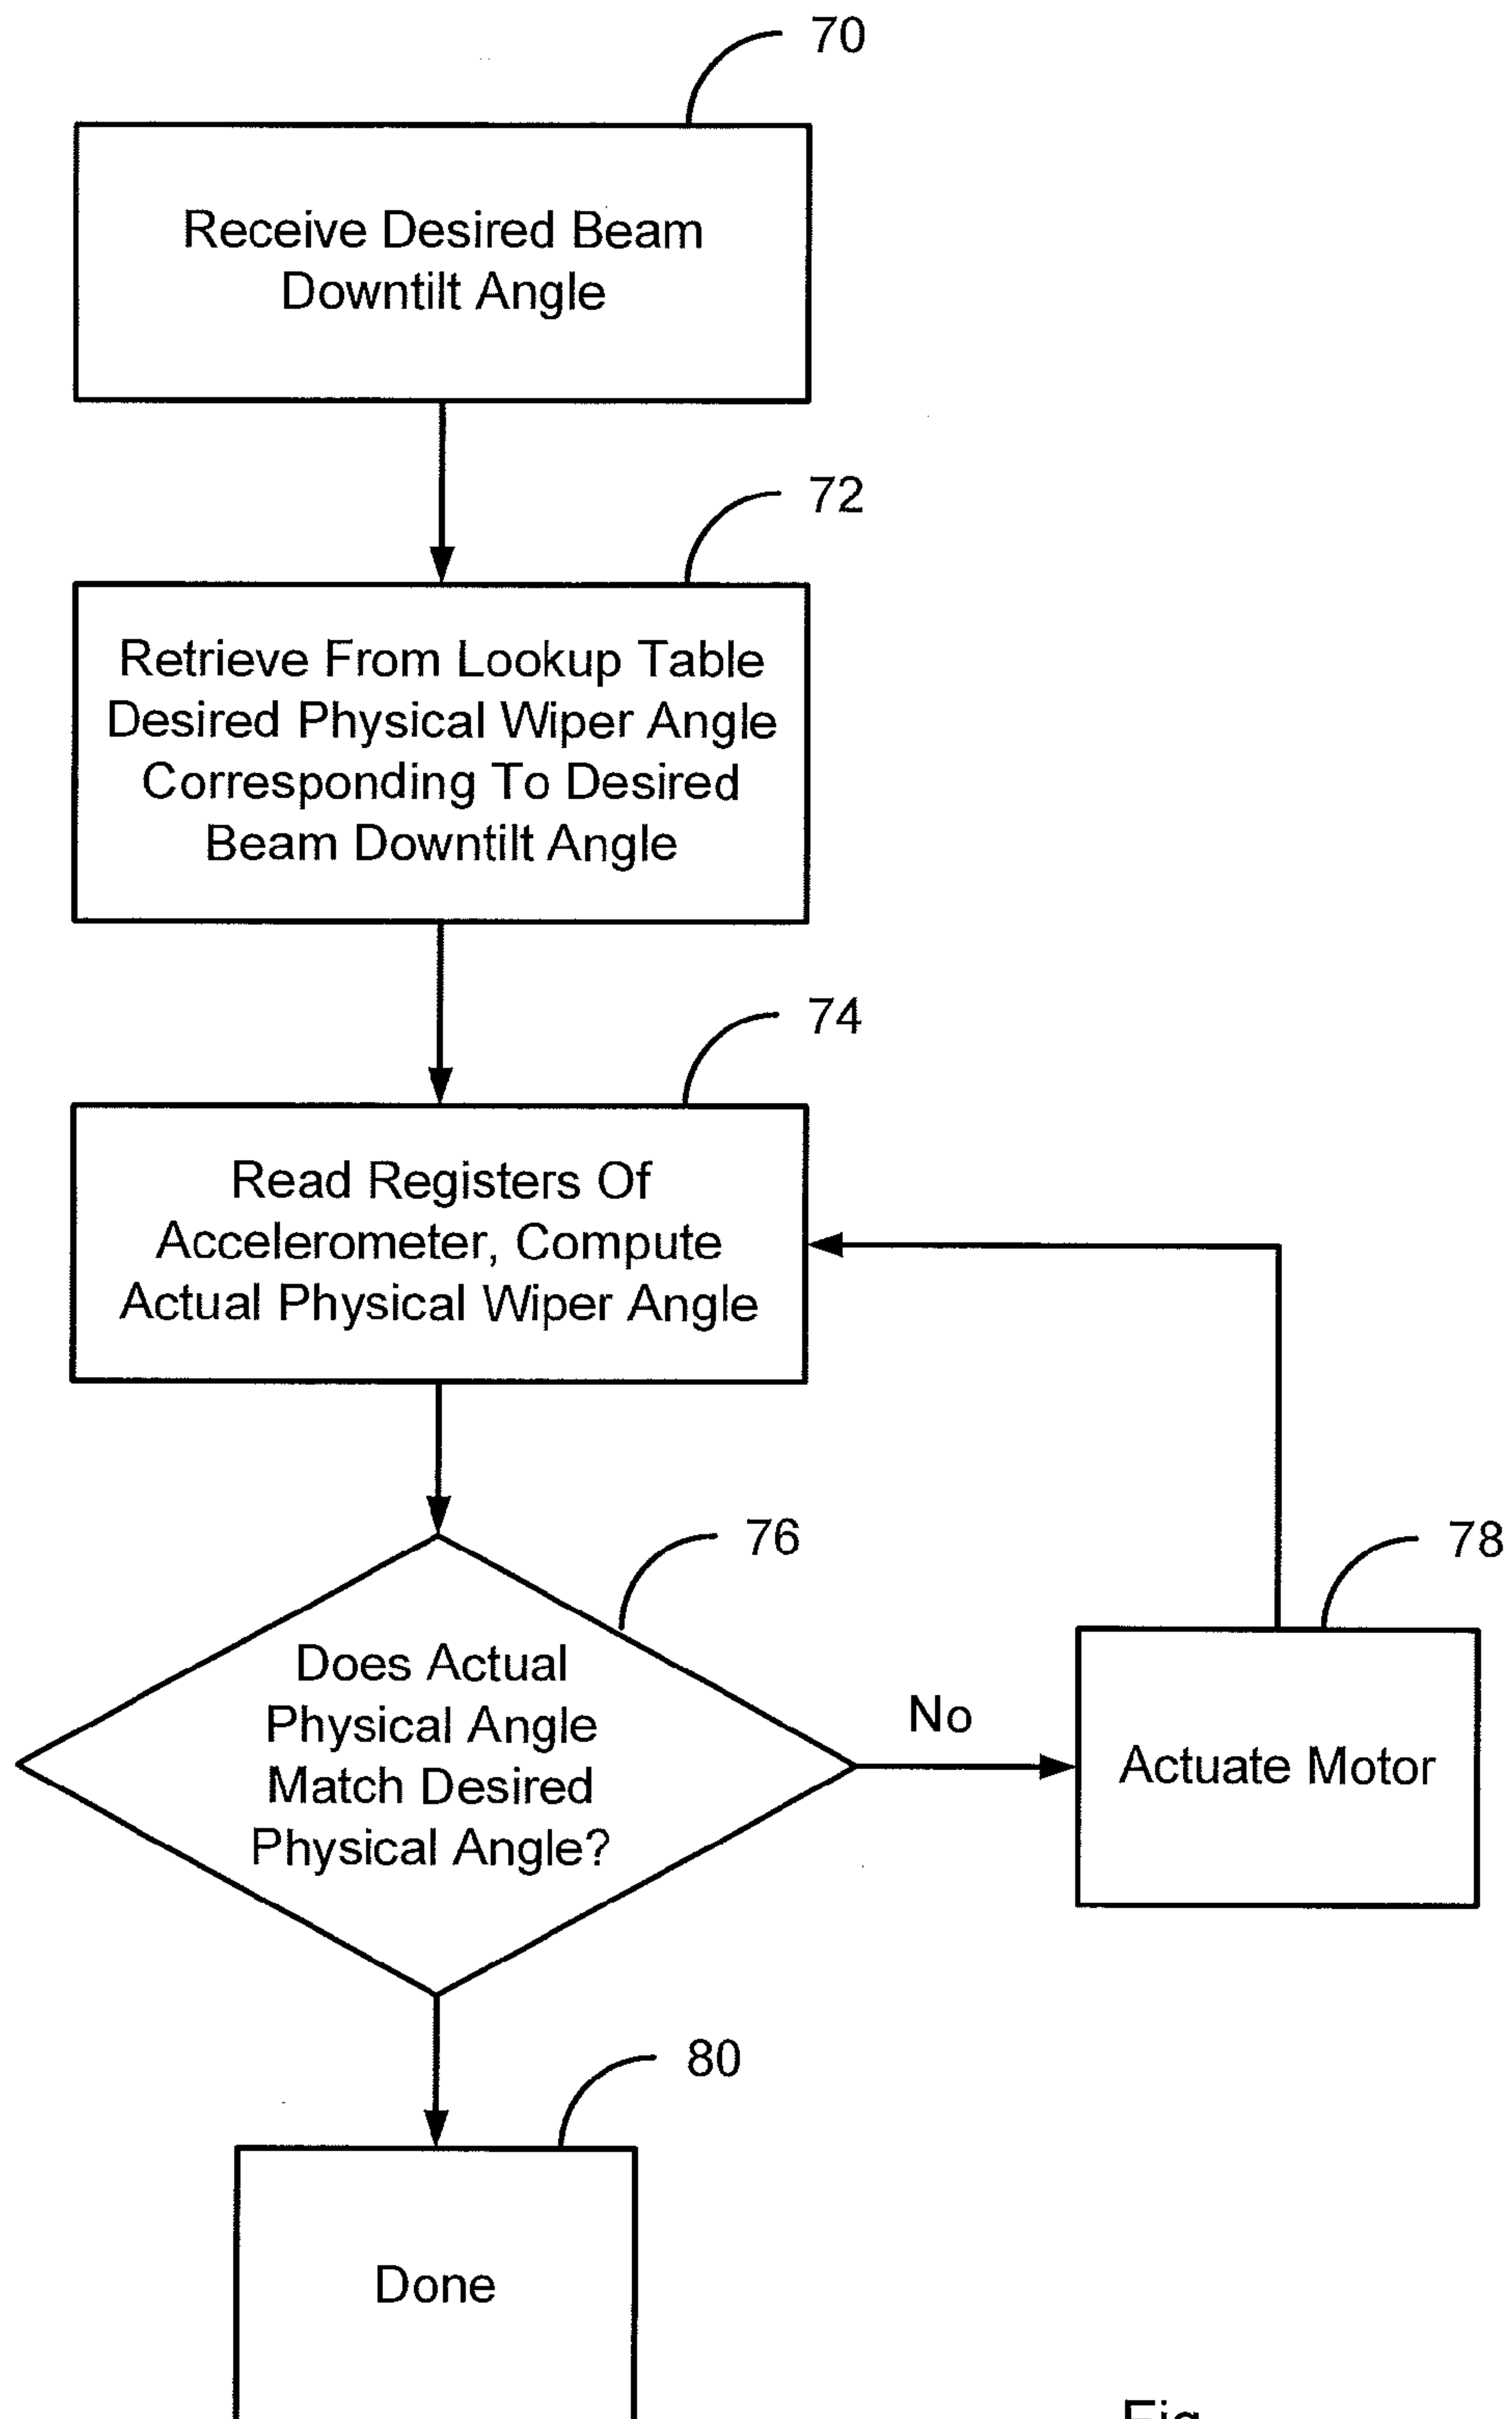 70
Receive Desired Beam
Downtilt Angle
72
Retrieve From Lookup Table
Desired Physical Wiper Angle
Corresponding To Desired
Beam Downtilt Angle
74
Read Registers Of
Accelerometer, Compute
Actual Physical Wiper Angle
76
Does Actual
Physical Angle
Match Desired
Physical Angle?
No
78
Actuate Motor
80
Done
Fig